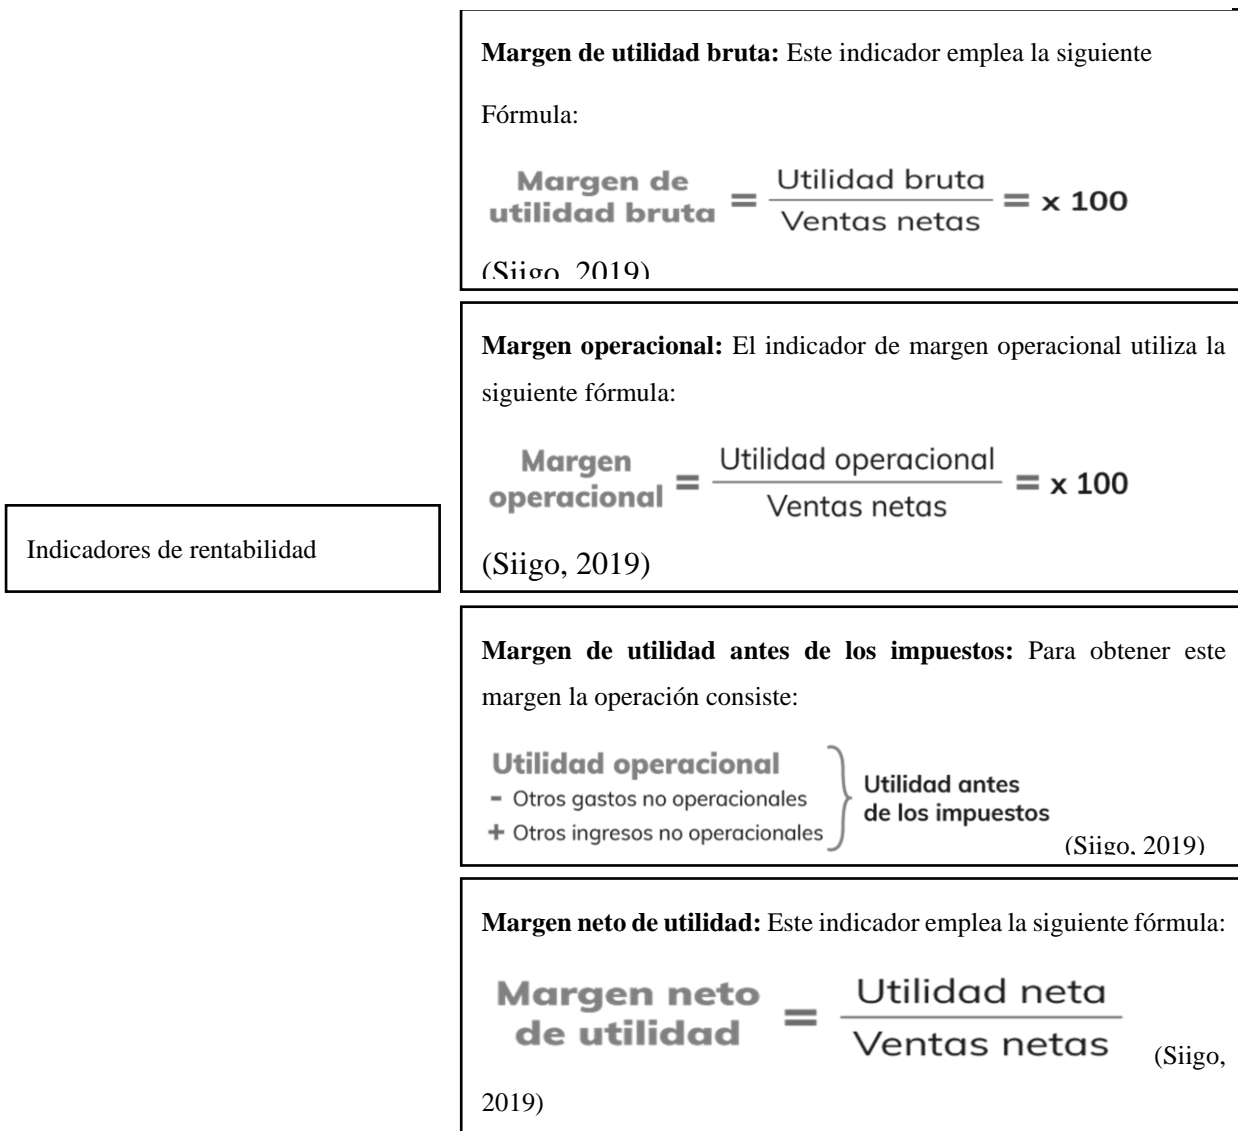 Margen de utilidad bruta: Este indicador emplea la siguiente
Fórmula:
Margen de utilidad bruta = Utilidad bruta / Ventas netas = x 100
(Siigo, 2019)
Margen operacional: El indicador de margen operacional utiliza la
siguiente fórmula:
Margen operacional = Utilidad operacional / Ventas netas = x 100
(Siigo, 2019)
Indicadores de rentabilidad
Margen de utilidad antes de los impuestos: Para obtener este
margen la operación consiste:
Utilidad operacional
- Otros gastos no operacionales
+ Otros ingresos no operacionales
Utilidad antes
de los impuestos
(Siigo, 2019)
Margen neto de utilidad: Este indicador emplea la siguiente fórmula:
Margen neto de utilidad = Utilidad neta / Ventas netas (Siigo,
2019)